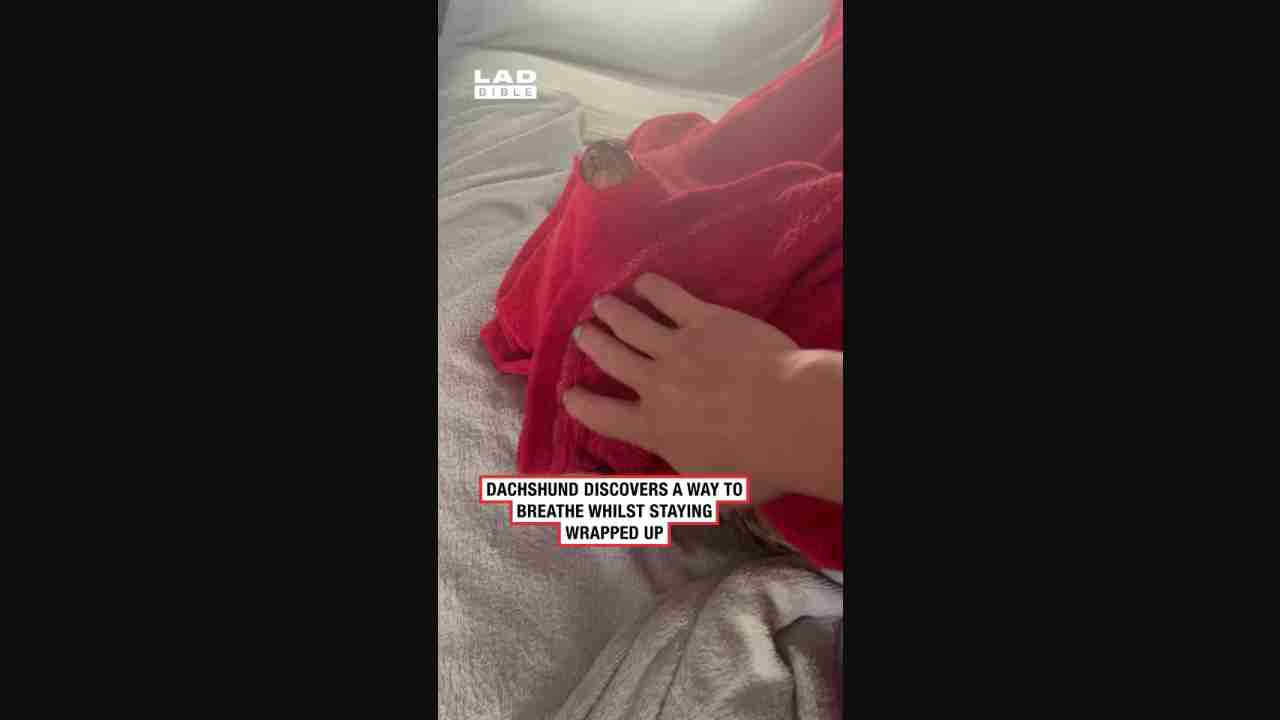 LAD
BIBLE
DACHSHUND DISCOVERS A WAY TO
BREATHE WHILST STAYING
WRAPPED UP